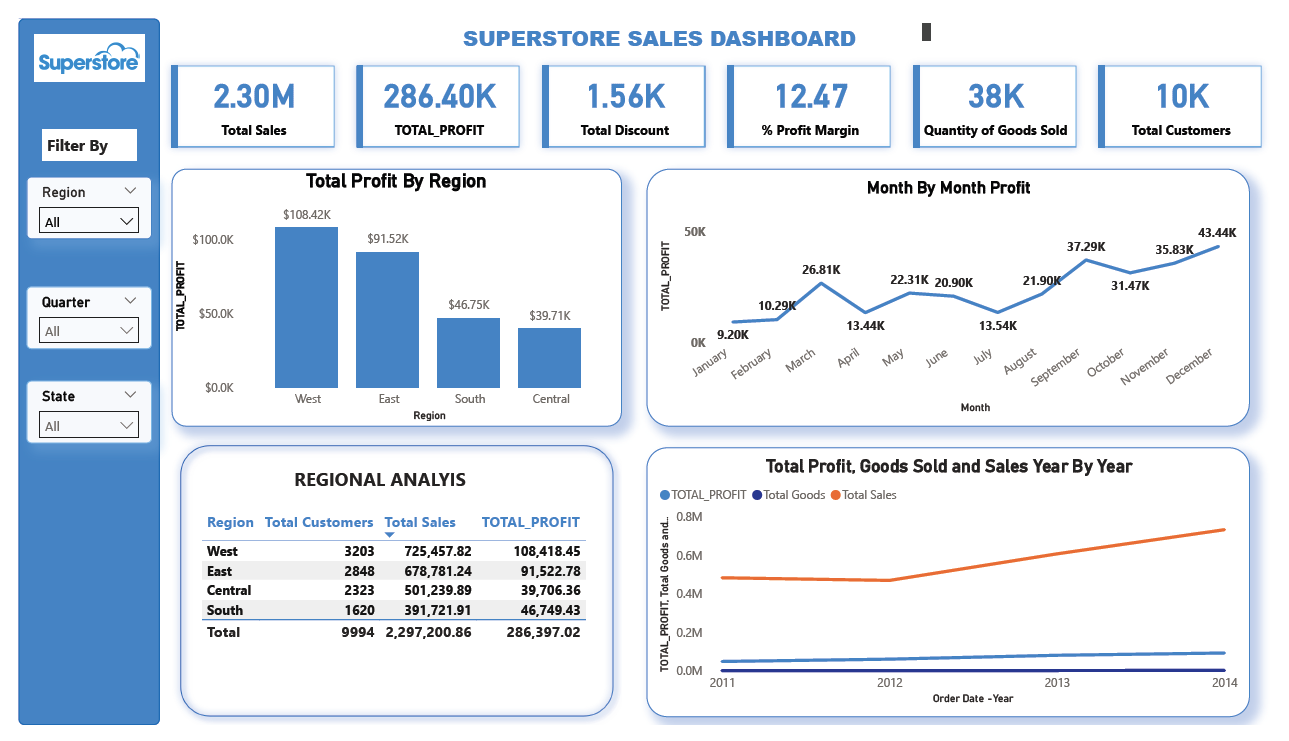 SUPERSTORE SALES DASHBOARD
Superstore
Filter By
Region
All
Quarter
All
State
All
2.30M
Total Sales
286.40K
TOTAL_PROFIT
1.56K
Total Discount
12.47
% Profit Margin
38K
Quantity of Goods Sold
10K
Total Customers
Total Profit By Region
TOTAL_PROFIT
$100.0K
$50.0K
$0.0K
$108.42K
$91.52K
$46.75K
$39.71K
West East South Central
Region
Month By Month Profit
TOTAL_PROFIT
50K
0K
9.20K
10.29K
26.81K
13.44K
22.31K
20.90K
13.54K
21.90K
37.29K
31.47K
35.83K
43.44K
January February March April May June July August September October November December
Month
REGIONAL ANALYIS
Region Total Customers Total Sales TOTAL_PROFIT
West 3203 725,457.82 108,418.45
East 2848 678,781.24 91,522.78
Central 2323 501,239.89 39,706.36
South 1620 391,721.91 46,749.43
Total 9994 2,297,200.86 286,397.02
Total Profit, Goods Sold and Sales Year By Year
TOTAL_PROFIT Total Goods Total Sales
TOTAL_PROFIT, Total Goods and..
0.8M
0.6M
0.4M
0.2M
0.0M
2011 2012 2013 2014
Order Date -Year